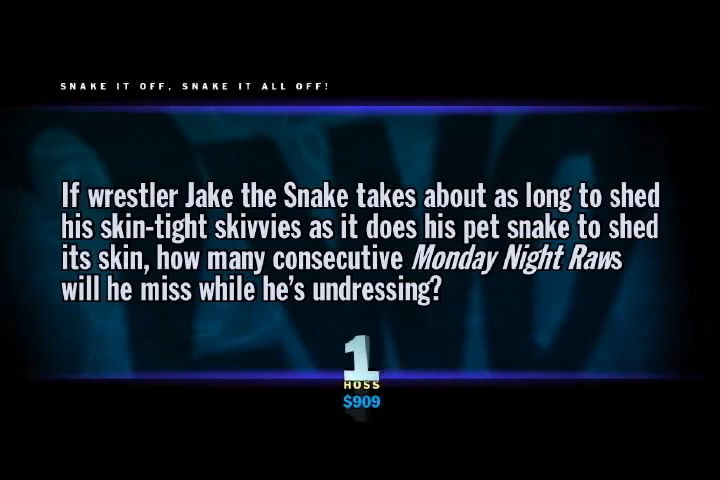 SNAKE IT OFF, SNAKE IT ALL OFF!
If wrestler Jake the Snake takes about as long to shed
his skin-tight skivvies as it does his pet snake to shed
its skin, how many consecutive Monday Night Raws
will he miss while he's undressing?
1
HOSS
$909